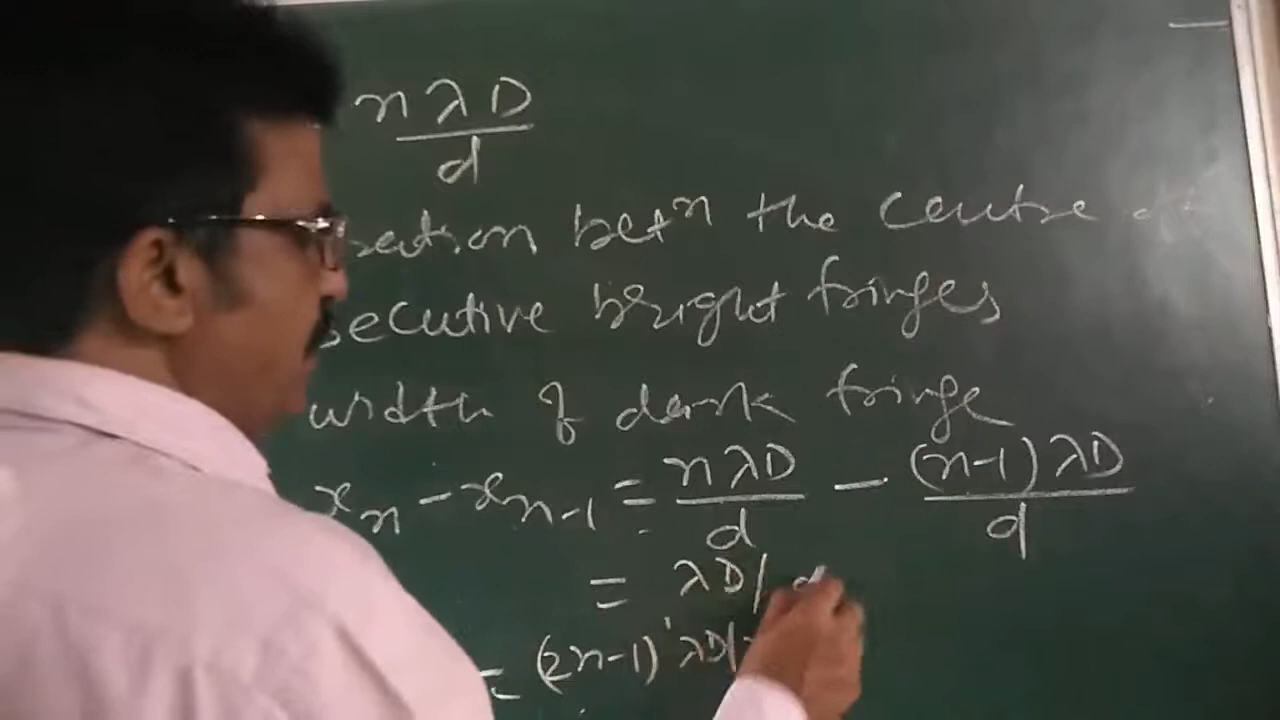 nλD/d
betⁿ the centre of
secutive bright fringes
width of dark fringe
xₙ - xₙ₋₁ = nλD/d - (n-1)λD/d
= λD/d
= (2n-1) λD/